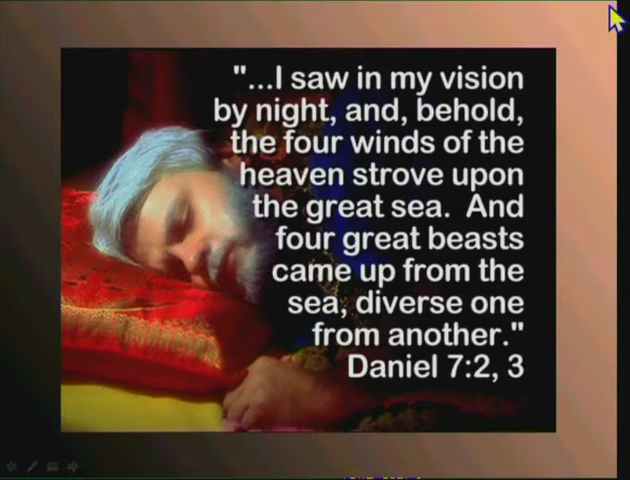 "...I saw in my vision
by night, and, behold,
the four winds of the
heaven strove upon
the great sea.  And
four great beasts
came up from the
sea, diverse one
from another."
Daniel 7:2, 3